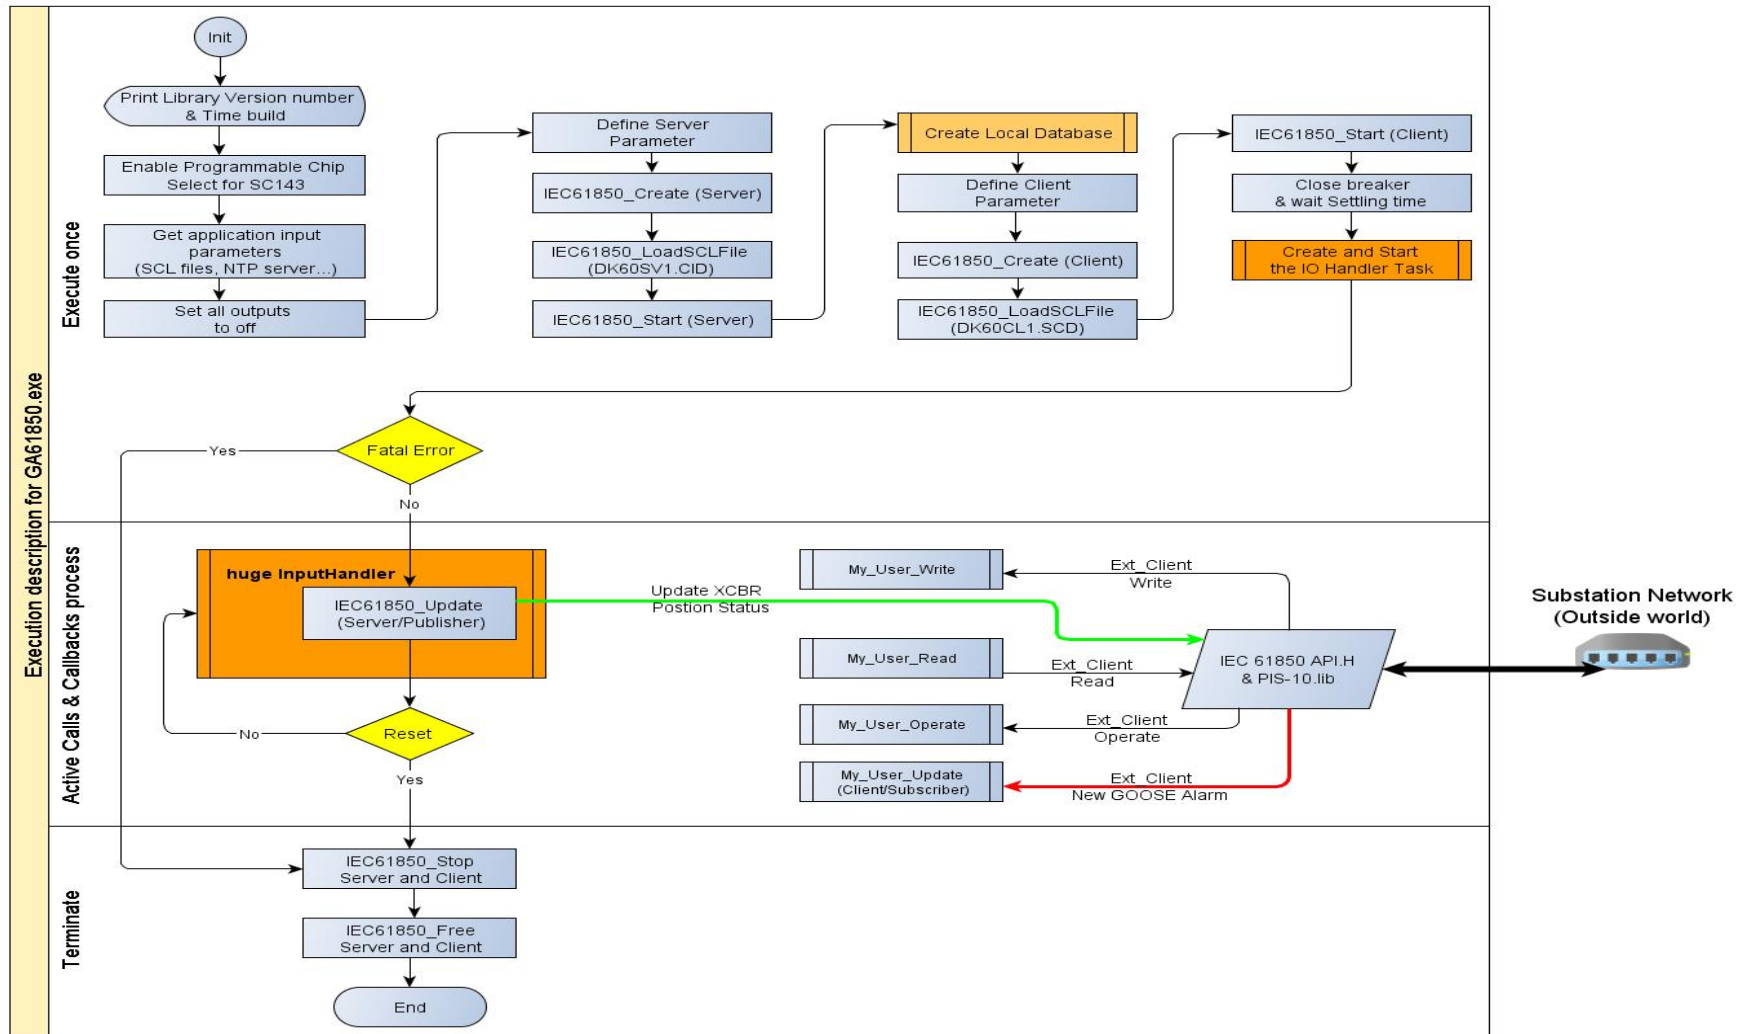 Execution description for GA61850.exe
Execute once
Init
Print Library Version number
& Time build
Enable Programmable Chip
Select for SC143
Get application input
parameters
(SCL files, NTP server...)
Set all outputs
to off
Define Server
Parameter
IEC61850_Create (Server)
IEC61850_LoadSCLFile
(DK60SV1.CID)
IEC61850_Start (Server)
Create Local Database
Define Client
Parameter
IEC61850_Create (Client)
IEC61850_LoadSCLFile
(DK60CL1.SCD)
IEC61850_Start (Client)
Close breaker
& wait Settling time
Create and Start
the IO Handler Task
Fatal Error
Yes
No
Active Calls & Callbacks process
huge InputHandler
IEC61850_Update
(Server/Publisher)
Reset
No
Yes
Update XCBR
Postion Status
My_User_Write
Ext_Client
Write
My_User_Read
Ext_Client
Read
My_User_Operate
Ext_Client
Operate
My_User_Update
(Client/Subscriber)
Ext_Client
New GOOSE Alarm
IEC 61850 API.H
& PIS-10.lib
Substation Network
(Outside world)
Terminate
IEC61850_Stop
Server and Client
IEC61850_Free
Server and Client
End